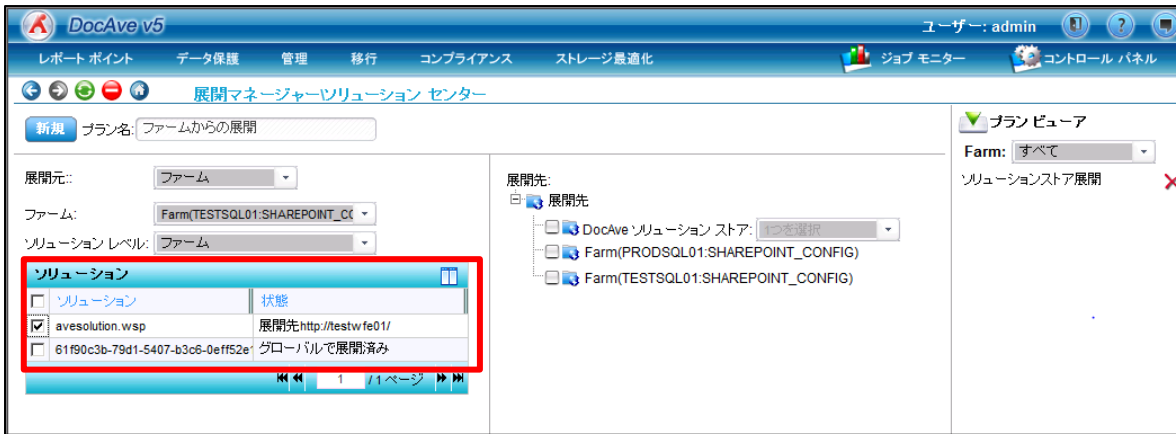 DocAve v5
ユーザー: admin
レポート ポイント データ保護 管理 移行 コンプライアンス ストレージ最適化 ジョブ モニター コントロール パネル
展開マネージャー\ソリューション センター
新規 プラン名: ファームからの展開
プラン ビューア
Farm: すべて
ソリューションストア展開
展開元::  ファーム
ファーム: Farm(TESTSQL01:SHAREPOINT_CO
ソリューション レベル: ファーム
ソリューション
ソリューション 状態
avesolution.wsp 展開先http://testwfe01/
61f90c3b-79d1-5407-b3c6-0eff52e1 グローバルで展開済み
1 /1ページ
展開先:
展開先
DocAve ソリューション ストア: 1つを選択
Farm(PRODSQL01:SHAREPOINT_CONFIG)
Farm(TESTSQL01:SHAREPOINT_CONFIG)